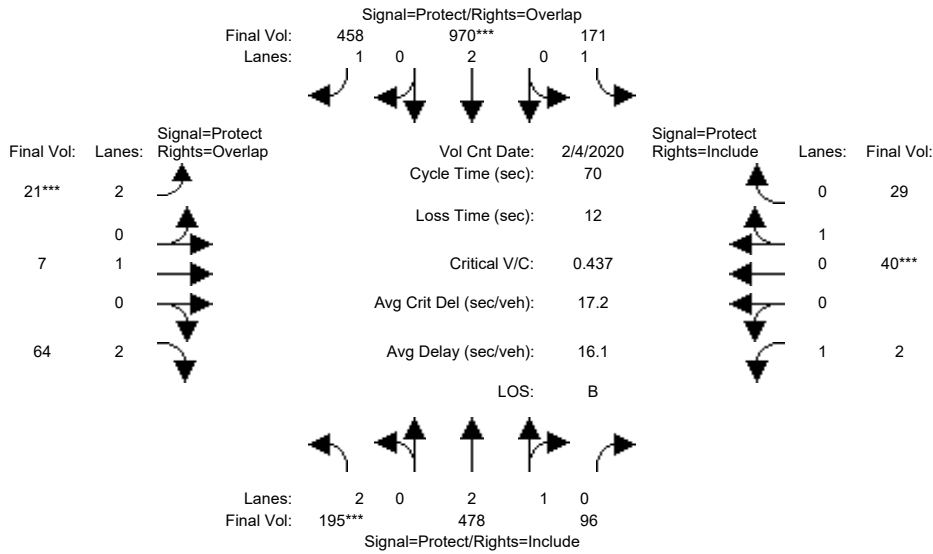 Signal=Protect/Rights=Overlap
Final Vol: 458 970*** 171
Lanes: 1 0 2 0 1
Signal=Protect Signal=Protect
Final Vol: Lanes: Rights=Overlap Vol Cnt Date: 2/4/2020 Rights=Include Lanes: Final Vol:
Cycle Time (sec): 70
21*** 2 0 29
Loss Time (sec): 12
0 1
7 1 Critical V/C: 0.437 0 40***
0 Avg Crit Del (sec/veh): 17.2 0
64 2 Avg Delay (sec/veh): 16.1 1 2
LOS: B
Lanes: 2 0 2 1 0
Final Vol: 195*** 478 96
Signal=Protect/Rights=Include